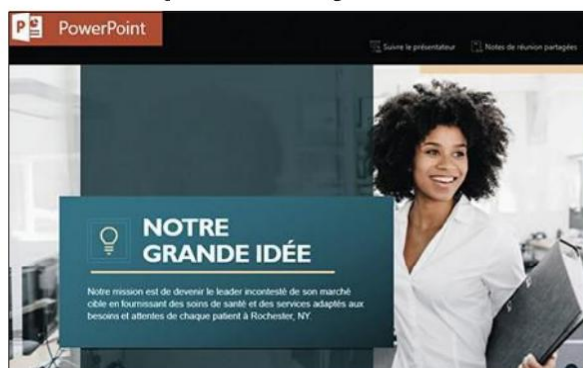 PowerPoint
Suivre le présentateur
Notes de réunion partagées
NOTRE
GRANDE IDÉE
Notre mission est de devenir le leader incontesté de son marché
cible en fournissant des soins de santé et des services adaptés aux
besoins et attentes de chaque patient à Rochester, NY.